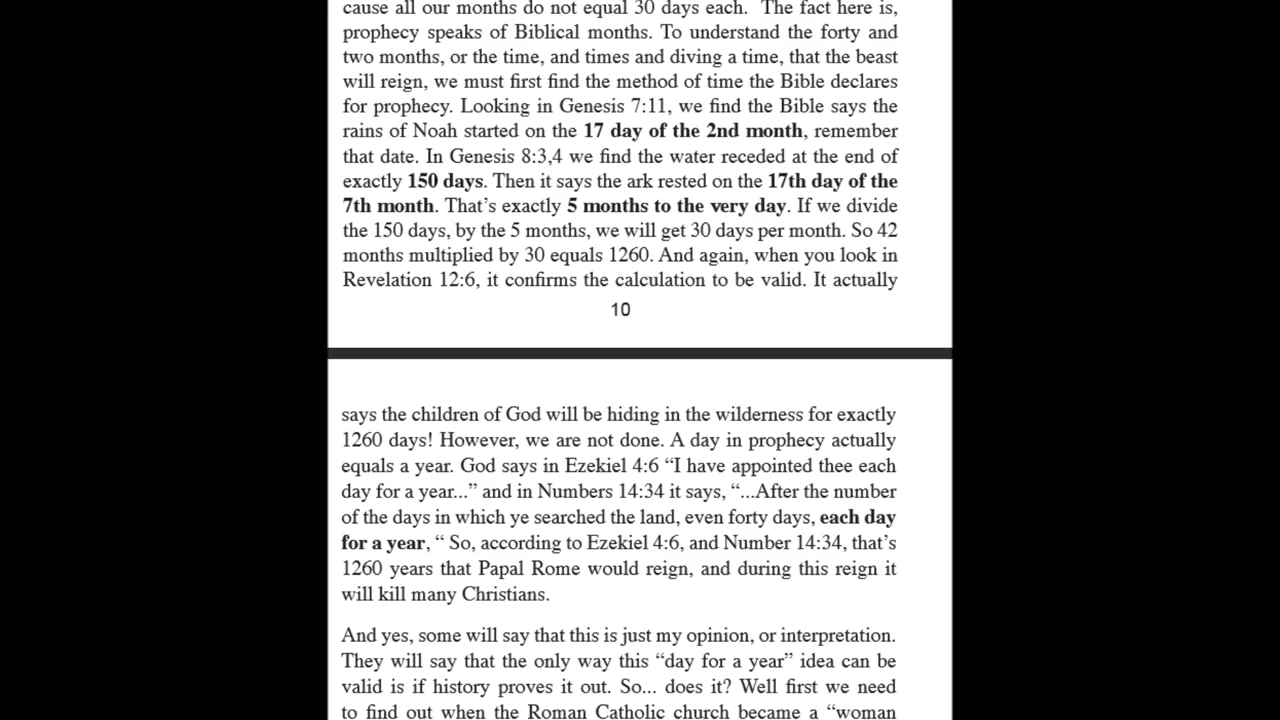 cause all our months do not equal 30 days each. The fact here is,
prophecy speaks of Biblical months. To understand the forty and
two months, or the time, and times and diving a time, that the beast
will reign, we must first find the method of time the Bible declares
for prophecy. Looking in Genesis 7:11, we find the Bible says the
rains of Noah started on the 17 day of the 2nd month, remember
that date. In Genesis 8:3,4 we find the water receded at the end of
exactly 150 days. Then it says the ark rested on the 17th day of the
7th month. That’s exactly 5 months to the very day. If we divide
the 150 days, by the 5 months, we will get 30 days per month. So 42
months multiplied by 30 equals 1260. And again, when you look in
Revelation 12:6, it confirms the calculation to be valid. It actually
10
says the children of God will be hiding in the wilderness for exactly
1260 days! However, we are not done. A day in prophecy actually
equals a year. God says in Ezekiel 4:6 “I have appointed thee each
day for a year...” and in Numbers 14:34 it says, “...After the number
of the days in which ye searched the land, even forty days, each day
for a year, “ So, according to Ezekiel 4:6, and Number 14:34, that’s
1260 years that Papal Rome would reign, and during this reign it
will kill many Christians.
And yes, some will say that this is just my opinion, or interpretation.
They will say that the only way this “day for a year” idea can be
valid is if history proves it out. So... does it? Well first we need
to find out when the Roman Catholic church became a “woman